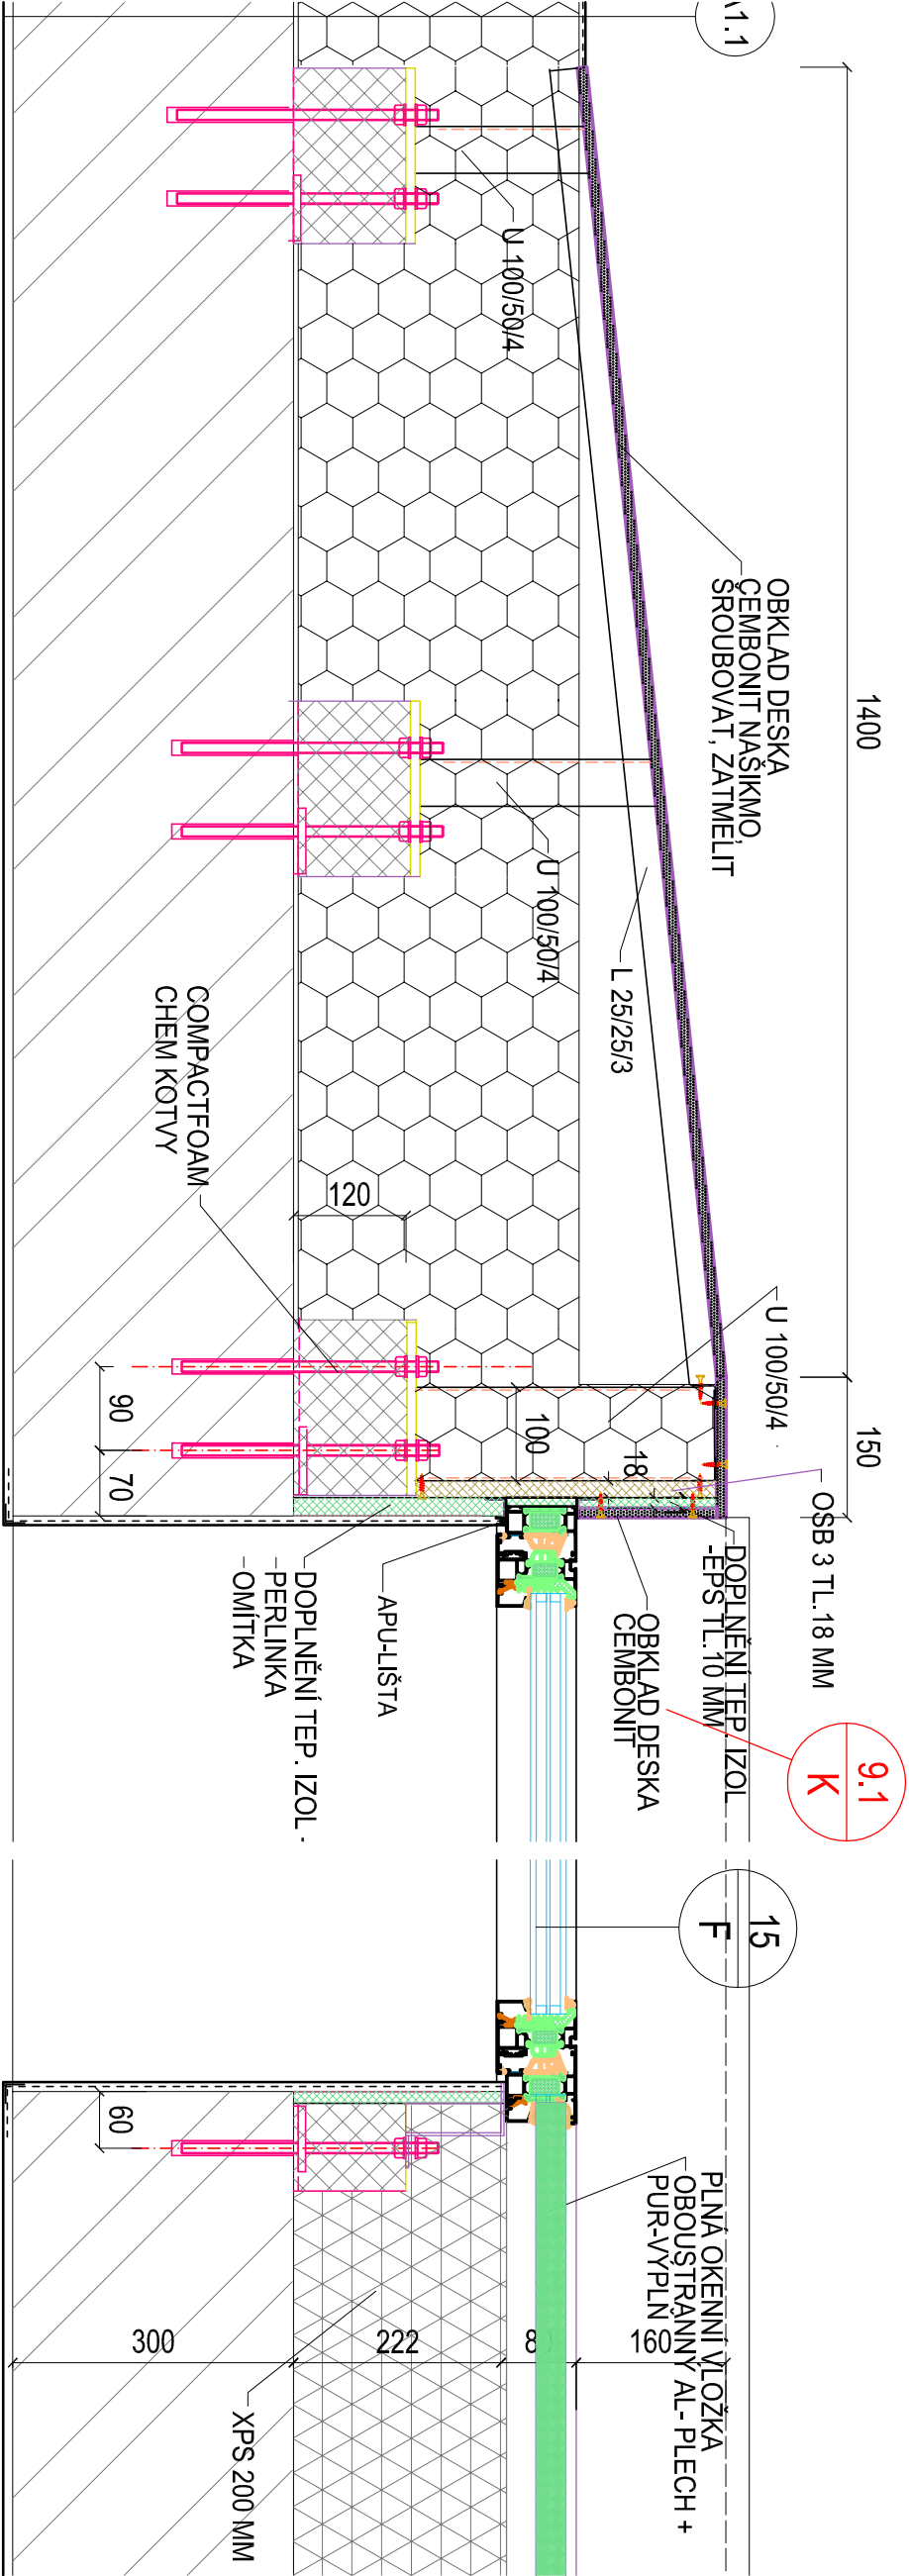 A1.1
1400
150
U 100/50/4
OBKLAD DESKA
CEMBONIT NAŠIKMO,
ŠROUBOVAT, ZATMELIT
U 100/50/4
L 25/25/3
COMPACTFOAM
CHEM KOTVY
120
U 100/50/4
90
70
100
18
OSB 3 TL.18 MM
DOPLNĚNÍ TEP. IZOL
-EPS TL.10 MM
OBKLAD DESKA
CEMBONIT
APU-LIŠTA
DOPLNĚNÍ TEP. IZOL -
-PERLINKA
-OMÍTKA
9.1
K
15
F
60
PLNÁ OKENNÍ VLOŽKA
OBOUSTRANNÝ AL- PLECH +
PUR-VÝPLŇ
300
222
80
160
XPS 200 MM